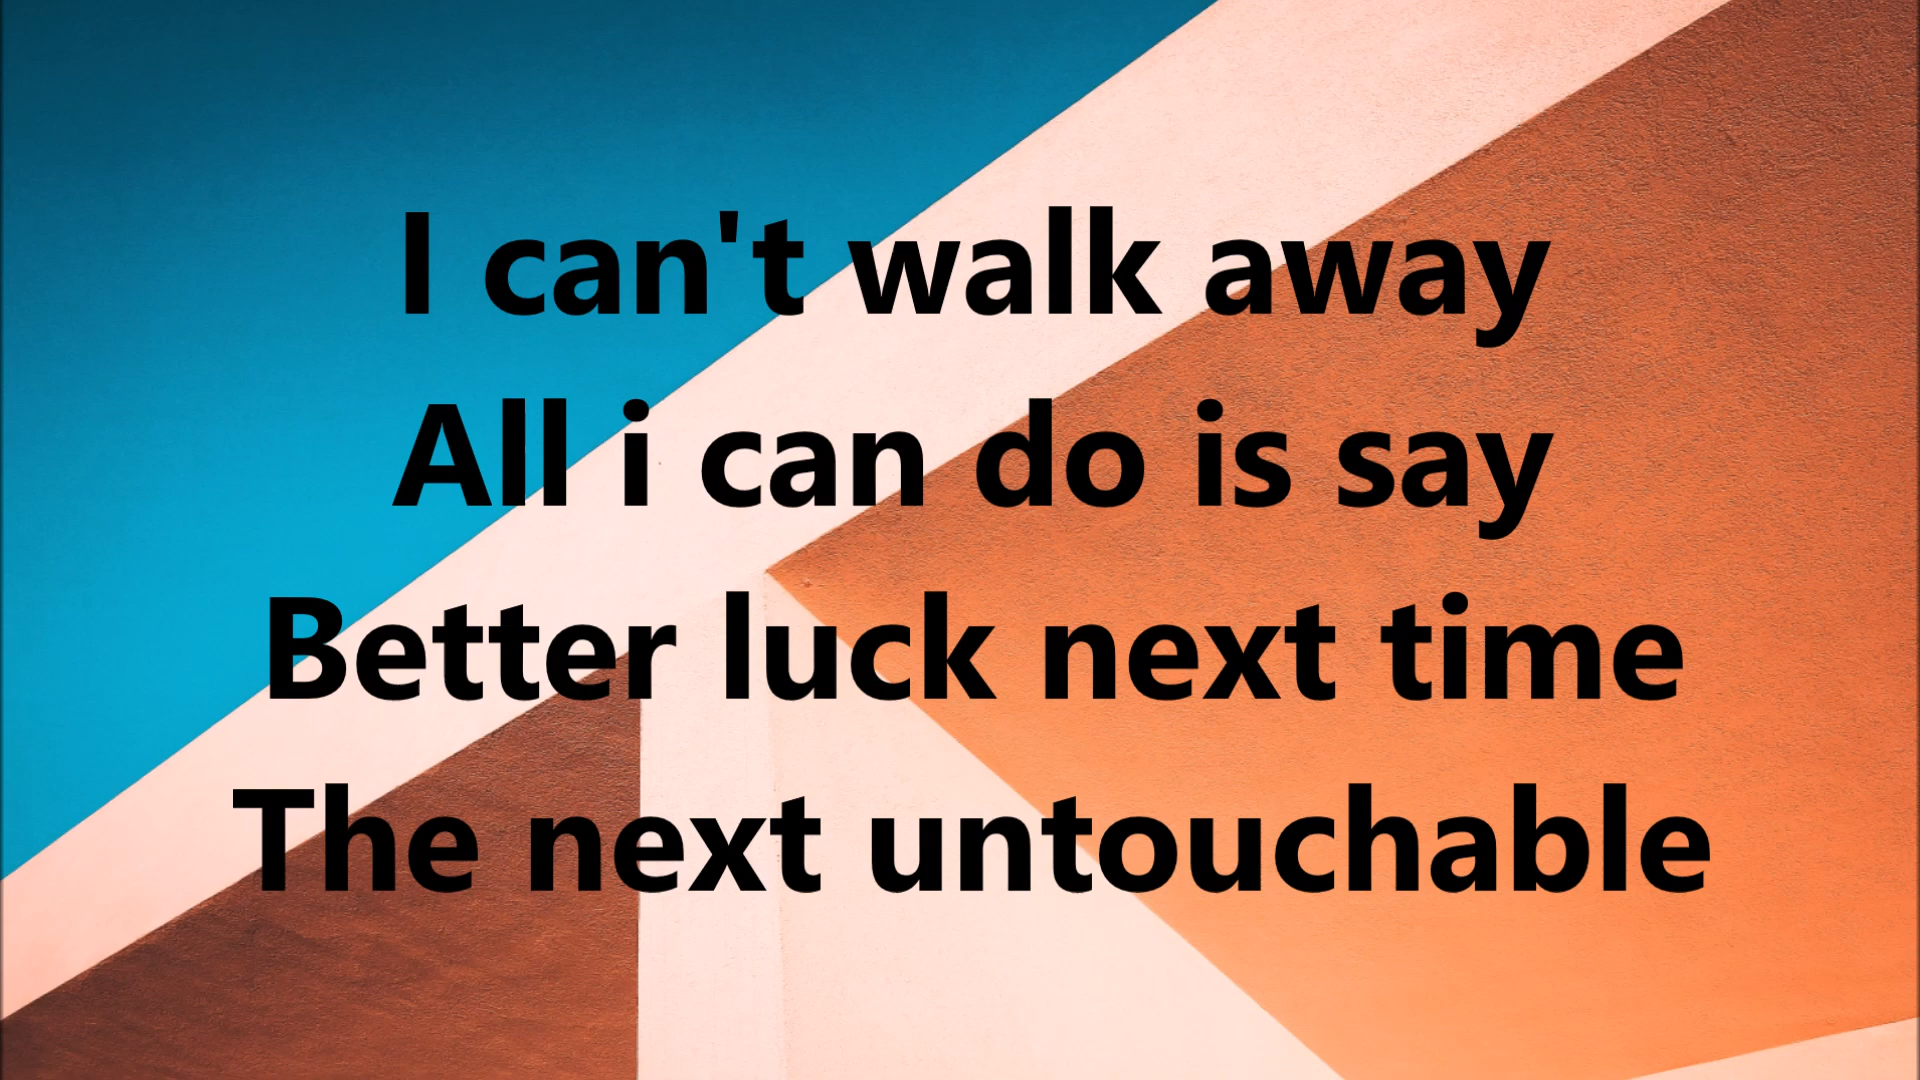 I can't walk away
All i can do is say
Better luck next time
The next untouchable